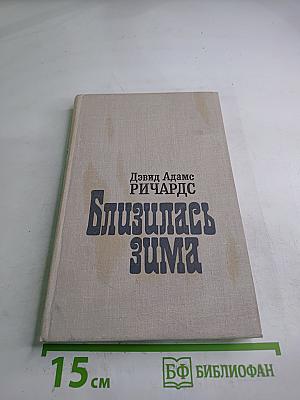 Дэвид Адамс
РИЧАРДС
Близилась
зима
15 см
БФ БИБЛИОФАН